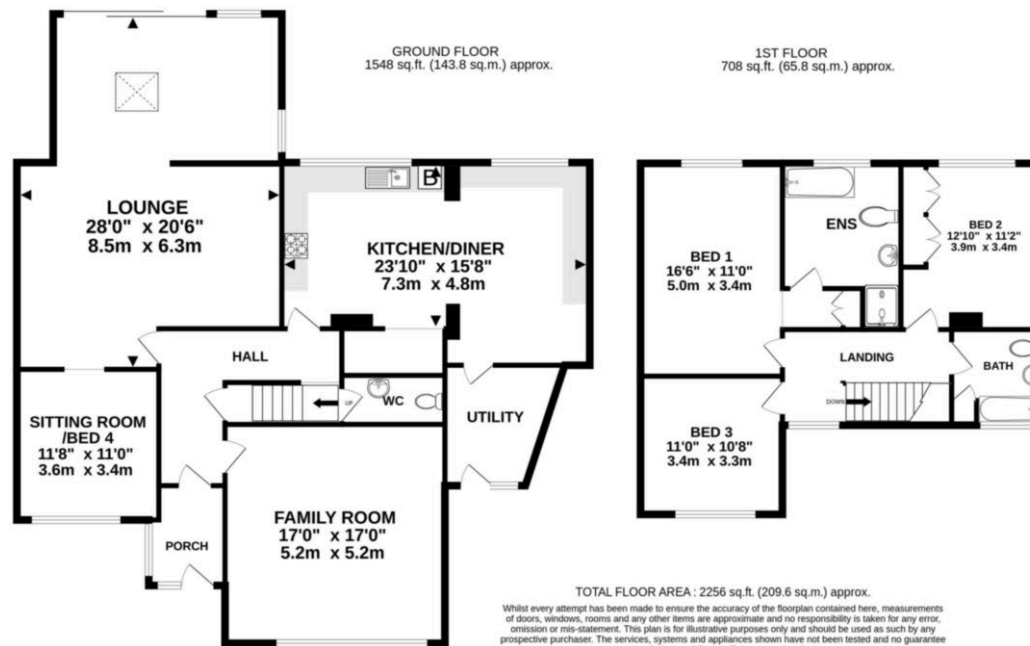 GROUND FLOOR
1548 sq.ft. (143.8 sq.m.) approx.
1ST FLOOR
708 sq.ft. (65.8 sq.m.) approx.
LOUNGE
28'0" x 20'6"
8.5m x 6.3m
B
KITCHEN/DINER
23'10" x 15'8"
7.3m x 4.8m
HALL
UP
WC
UTILITY
SITTING ROOM
/BED 4
11'8" x 11'0"
3.6m x 3.4m
PORCH
FAMILY ROOM
17'0" x 17'0"
5.2m x 5.2m
BED 1
16'6" x 11'0"
5.0m x 3.4m
ENS
BED 2
12'10" x 11'2"
3.9m x 3.4m
LANDING
DOWN
BATH
BED 3
11'0" x 10'8"
3.4m x 3.3m
TOTAL FLOOR AREA : 2256 sq.ft. (209.6 sq.m.) approx.
Whilst every attempt has been made to ensure the accuracy of the floorplan contained here, measurements
of doors, windows, rooms and any other items are approximate and no responsibility is taken for any error,
omission or mis-statement. This plan is for illustrative purposes only and should be used as such by any
prospective purchaser. The services, systems and appliances shown have not been tested and no guarantee